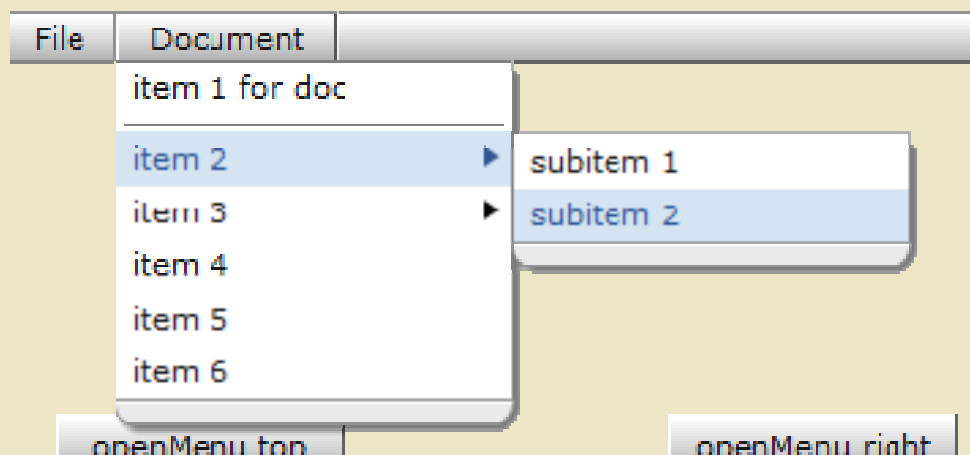 File Document
item 1 for doc
item 2
item 3
item 4
item 5
item 6
subitem 1
subitem 2
openMenu top openMenu right